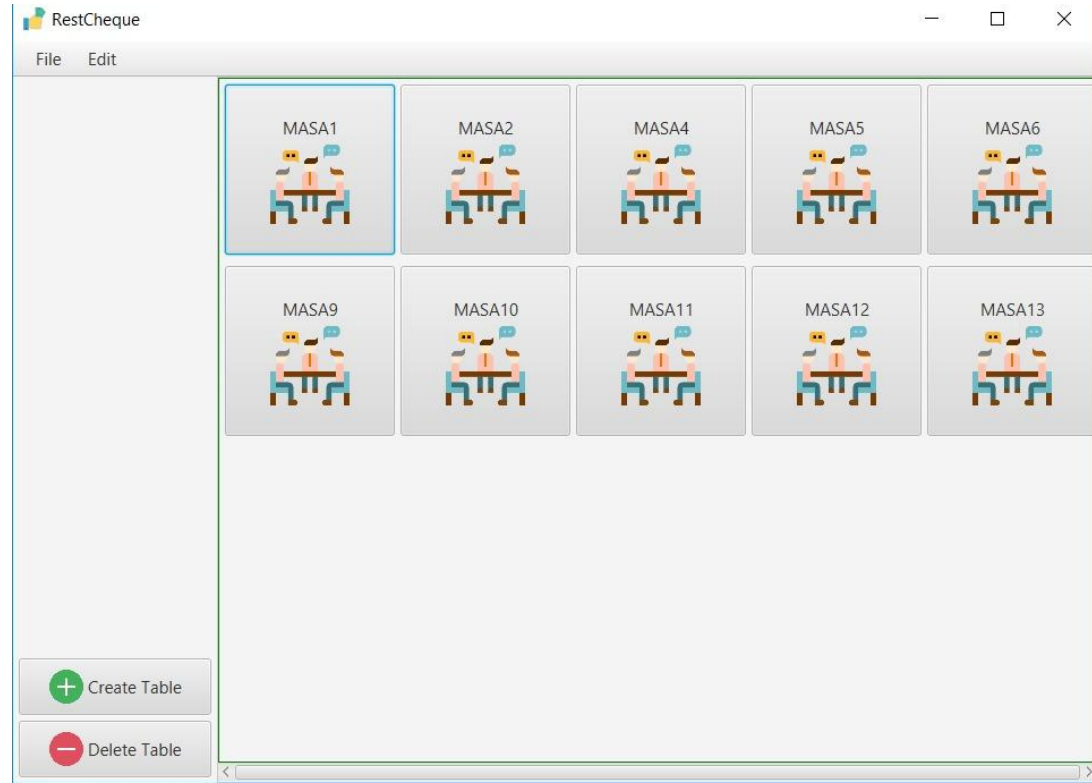 RestCheque
File Edit
MASA1 MASA2 MASA4 MASA5 MASA6
MASA9 MASA10 MASA11 MASA12 MASA13
Create Table
Delete Table